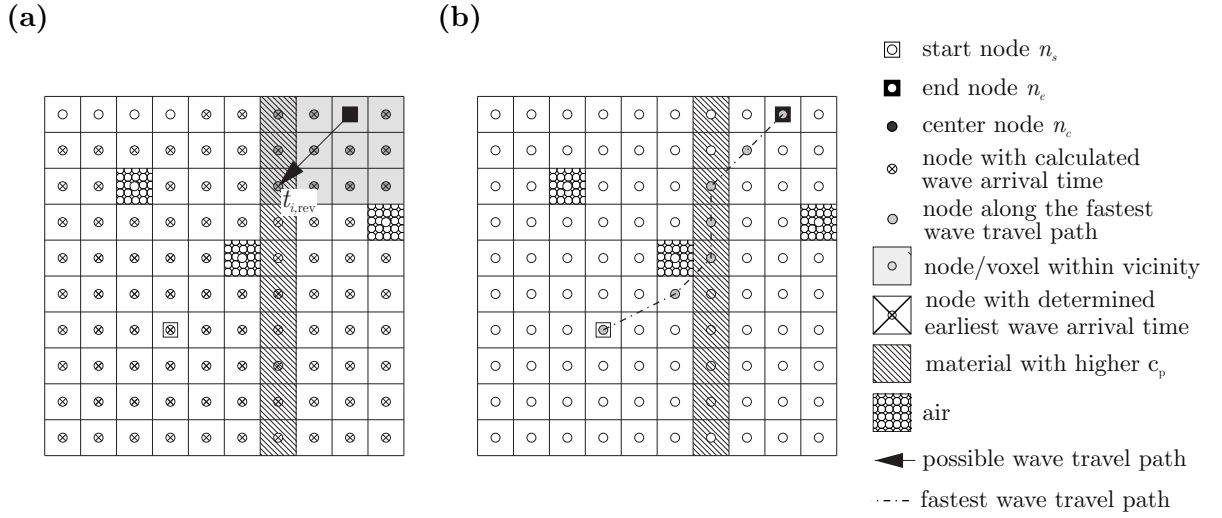 (a)
(b)
t_{i,rev}
start node n_s
end node n_e
center node n_c
node with calculated
wave arrival time
node along the fastest
wave travel path
node/voxel within vicinity
node with determined
earliest wave arrival time
material with higher c_p
air
possible wave travel path
fastest wave travel path